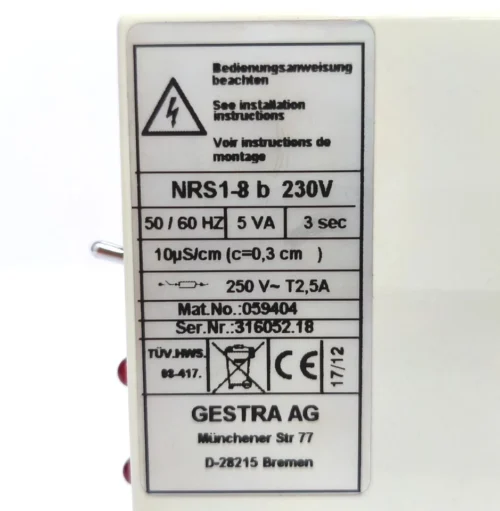 Bedienungsanweisung
beachten
See installation
instructions
Voir instructions de
montage
NRS1-8 b 230V
50 / 60 HZ 5 VA 3 sec
10µS/cm (c=0,3 cm )
250 V~ T2,5A
Mat.No.:059404
Ser.Nr.:316052.18
TÜV.HWS.
03-417.
CE
17/12
GESTRA AG
Münchener Str 77
D-28215 Bremen